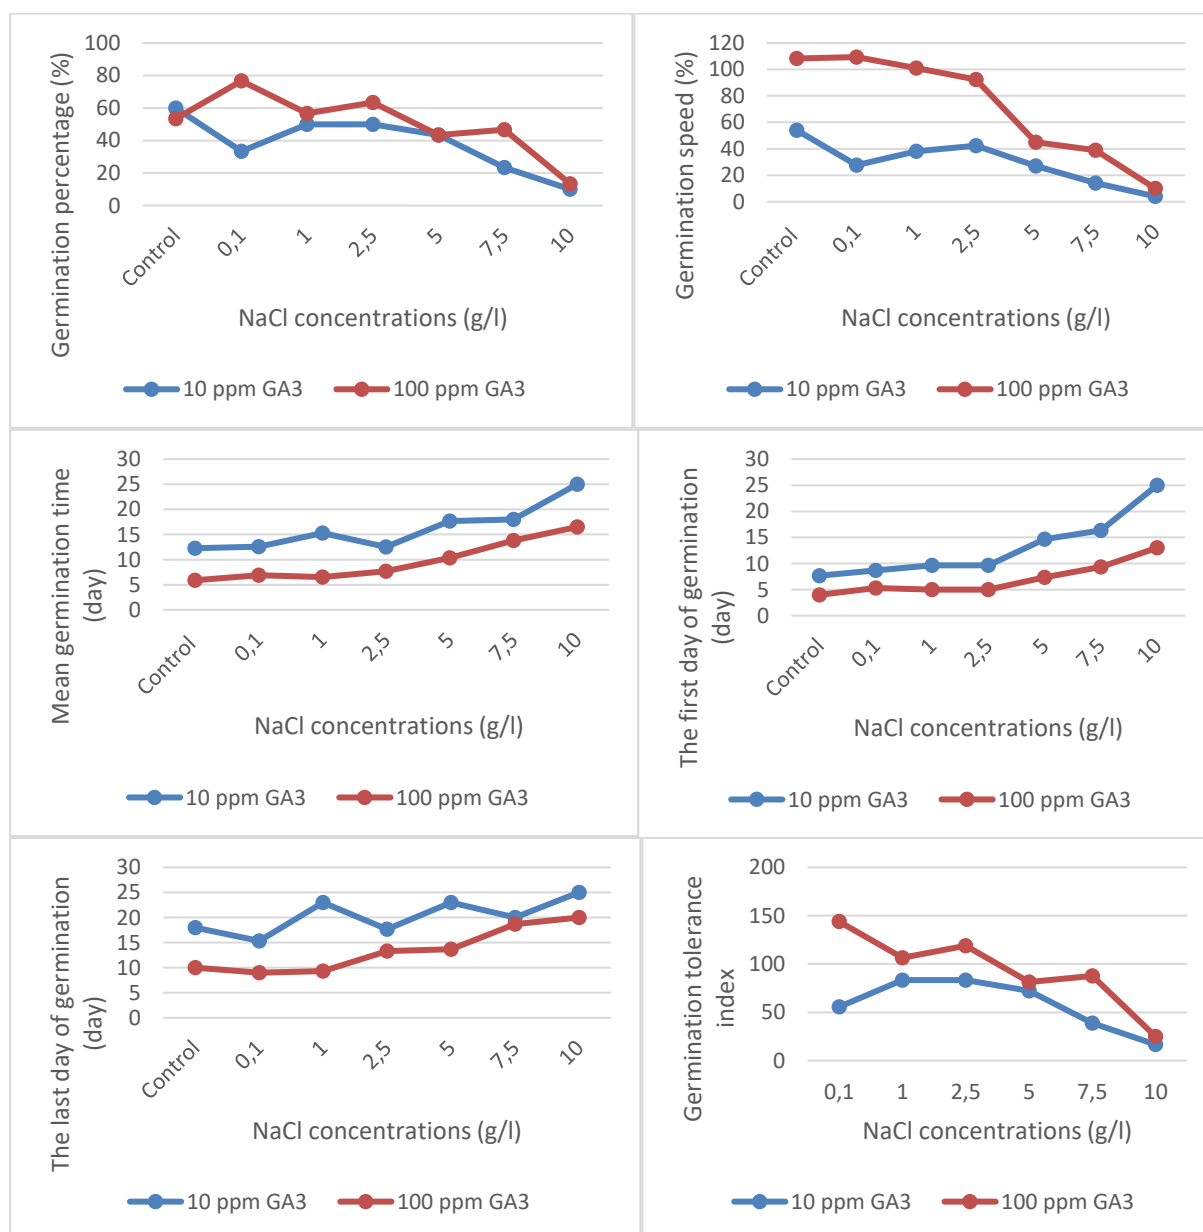 Germination percentage (%)
100
80
60
40
20
0
Control
0,1
1
2,5
5
7,5
10
NaCl concentrations (g/l)
10 ppm GA3
100 ppm GA3
Germination speed (%)
120
100
80
60
40
20
0
Control
0,1
1
2,5
5
7,5
10
NaCl concentrations (g/l)
10 ppm GA3
100 ppm GA3
Mean germination time
(day)
30
25
20
15
10
5
0
Control
0,1
1
2,5
5
7,5
10
NaCl concentrations (g/l)
10 ppm GA3
100 ppm GA3
The first day of germination
(day)
30
25
20
15
10
5
0
Control
0,1
1
2,5
5
7,5
10
NaCl concentrations (g/l)
10 ppm GA3
100 ppm GA3
The last day of germination
(day)
30
25
20
15
10
5
0
Control
0,1
1
2,5
5
7,5
10
NaCl concentrations (g/l)
10 ppm GA3
100 ppm GA3
Germination tolerance
index
200
150
100
50
0
0,1
1
2,5
5
7,5
10
NaCl concentrations (g/l)
10 ppm GA3
100 ppm GA3